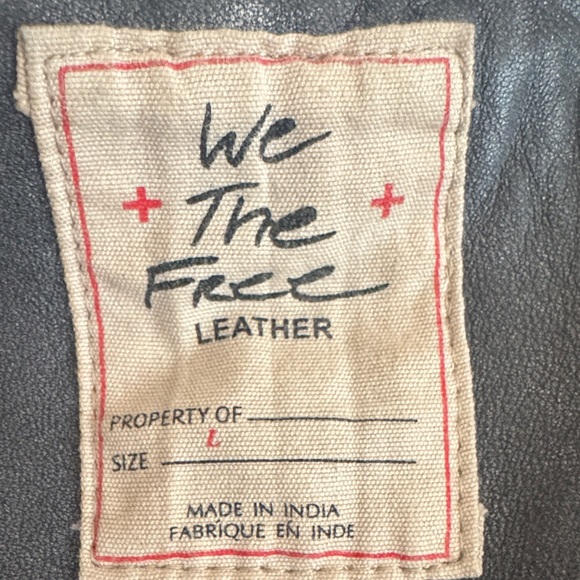 We
+ The +
Free
LEATHER
PROPERTY OF
L
SIZE
MADE IN INDIA
FABRIQUE EN INDE